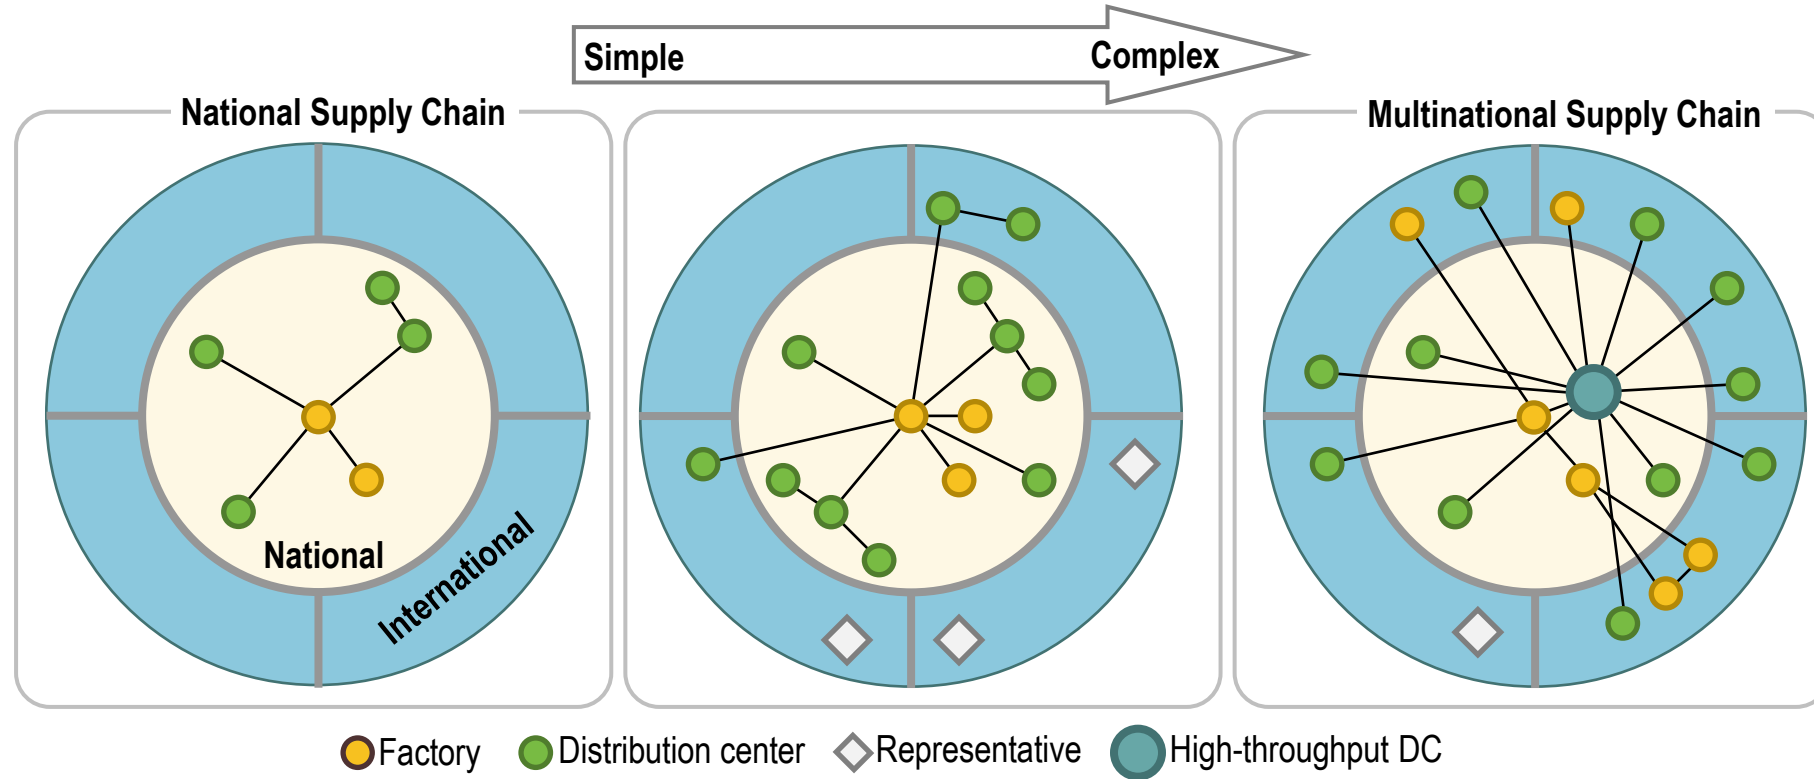 Simple
Complex
National Supply Chain
Multinational Supply Chain
National
International
Factory
Distribution center
Representative
High-throughput DC